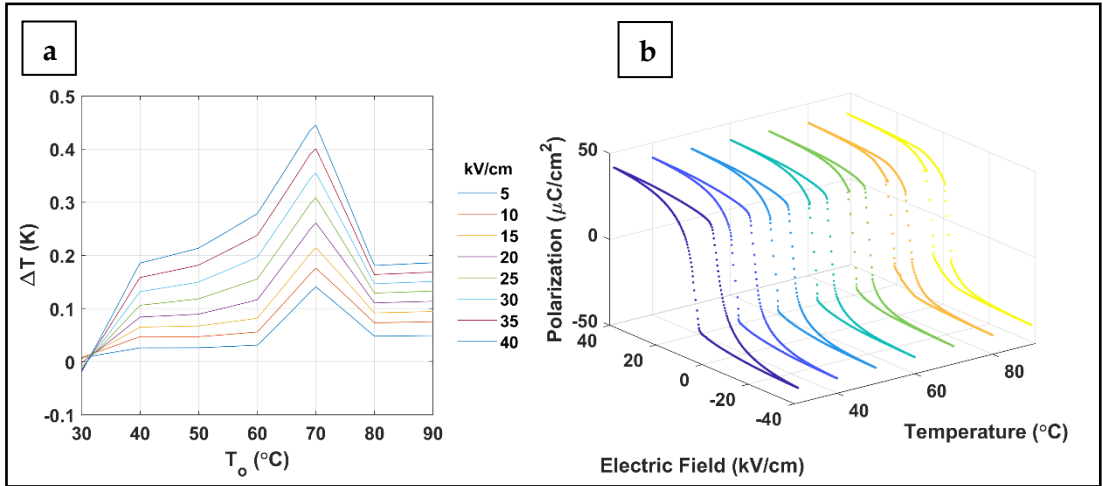 a
ΔT (K)
0.5
0.4
0.3
0.2
0.1
0
-0.1
30 40 50 60 70 80 90
T_o (°C)
kV/cm
5
10
15
20
25
30
35
40
b
Polarization (μC/cm²)
50
0
-50
40
20
0
-20
-40
Electric Field (kV/cm)
40
60
80
Temperature (°C)